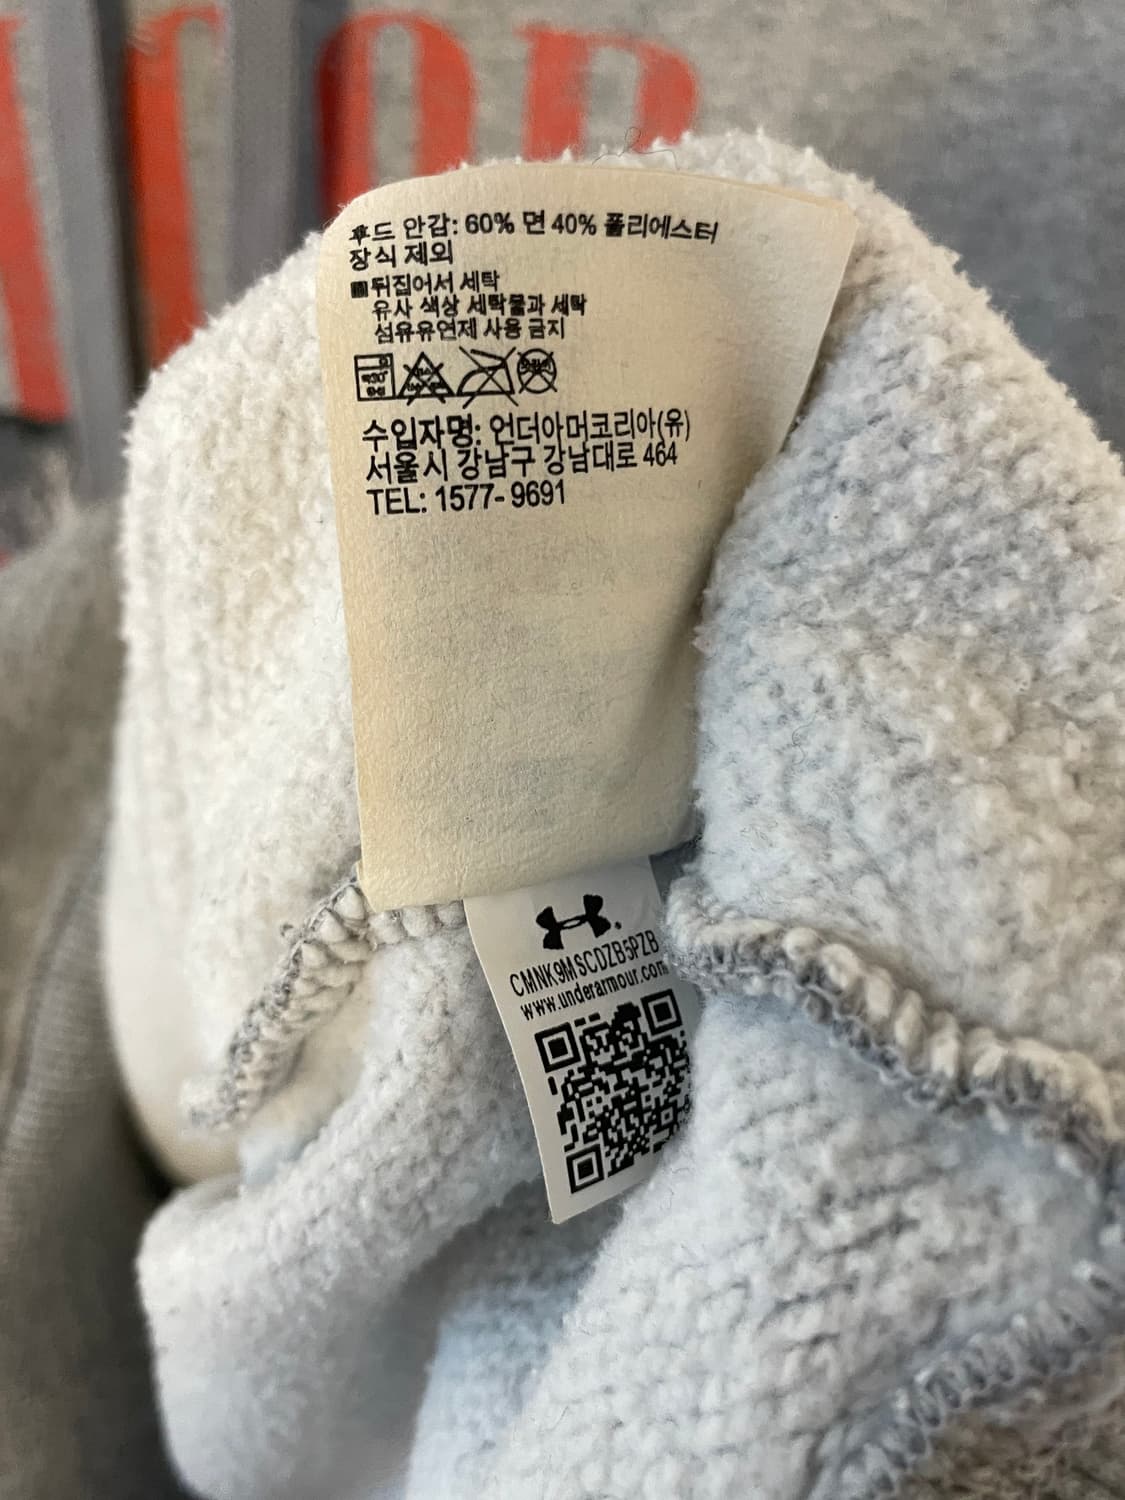 후드 안감: 60% 면 40% 폴리에스터
장식 제외
뒤집어서 세탁
유사 색상 세탁물과 세탁
섬유유연제 사용 금지
수입자명: 언더아머코리아(유)
서울시 강남구 강남대로 464
TEL: 1577- 9691
CMNK9MSCDZB5PZB
www.underarmour.com